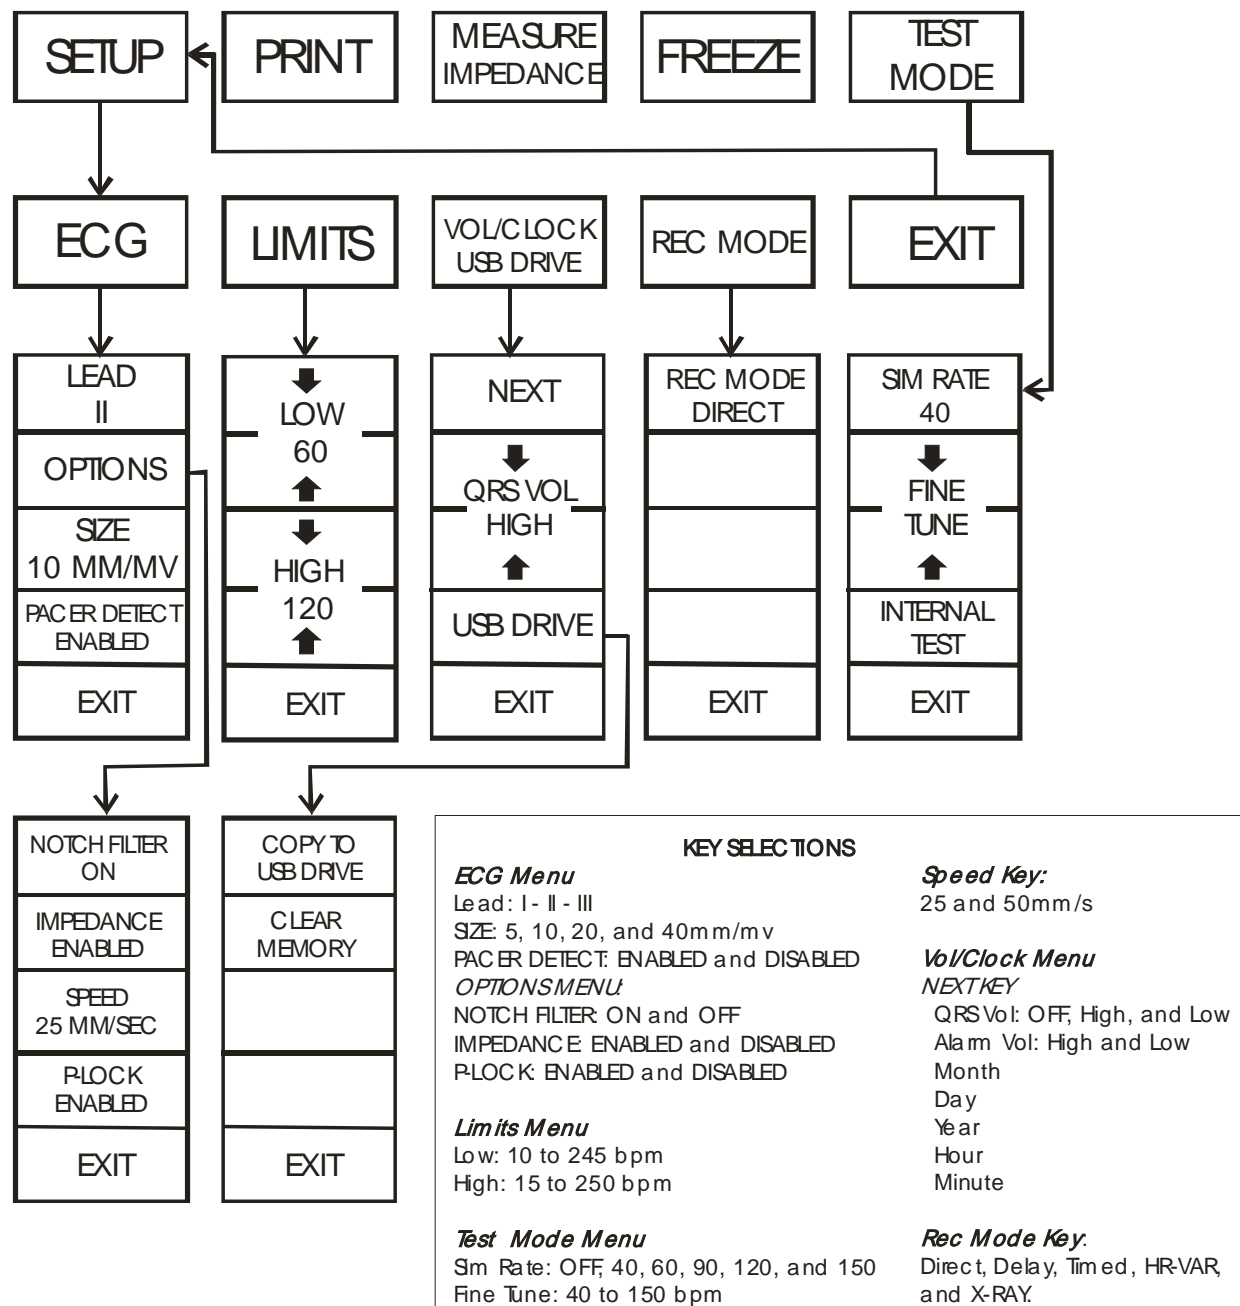 SETUP
PRINT
MEASURE
IMPEDANCE
FREEZE
TEST
MODE
ECG
LIMITS
VOL/CLOCK
USB DRIVE
REC MODE
EXIT
LEAD
II
OPTIONS
SIZE
10 MM/MV
PACER DETECT
ENABLED
EXIT
LOW
60
HIGH
120
EXIT
NEXT
QRS VOL
HIGH
USB DRIVE
EXIT
REC MODE
DIRECT
EXIT
SIM RATE
40
FINE
TUNE
INTERNAL
TEST
EXIT
NOTCH FILTER
ON
IMPEDANCE
ENABLED
SPEED
25 MM/SEC
P-LOCK
ENABLED
EXIT
COPY TO
USB DRIVE
CLEAR
MEMORY
EXIT
KEY SELECTIONS
ECG Menu
Lead: I - II - III
SIZE: 5, 10, 20, and 40mm/mv
PACER DETECT: ENABLED and DISABLED
OPTIONS MENU:
NOTCH FILTER: ON and OFF
IMPEDANCE: ENABLED and DISABLED
P-LOCK: ENABLED and DISABLED
Limits Menu
Low: 10 to 245 bpm
High: 15 to 250 bpm
Test Mode Menu
Sim Rate: OFF, 40, 60, 90, 120, and 150
Fine Tune: 40 to 150 bpm
Speed Key:
25 and 50mm/s
Vol/Clock Menu
NEXT KEY
QRS Vol: OFF, High, and Low
Alarm Vol: High and Low
Month
Day
Year
Hour
Minute
Rec Mode Key:
Direct, Delay, Timed, HR-VAR,
and X-RAY.